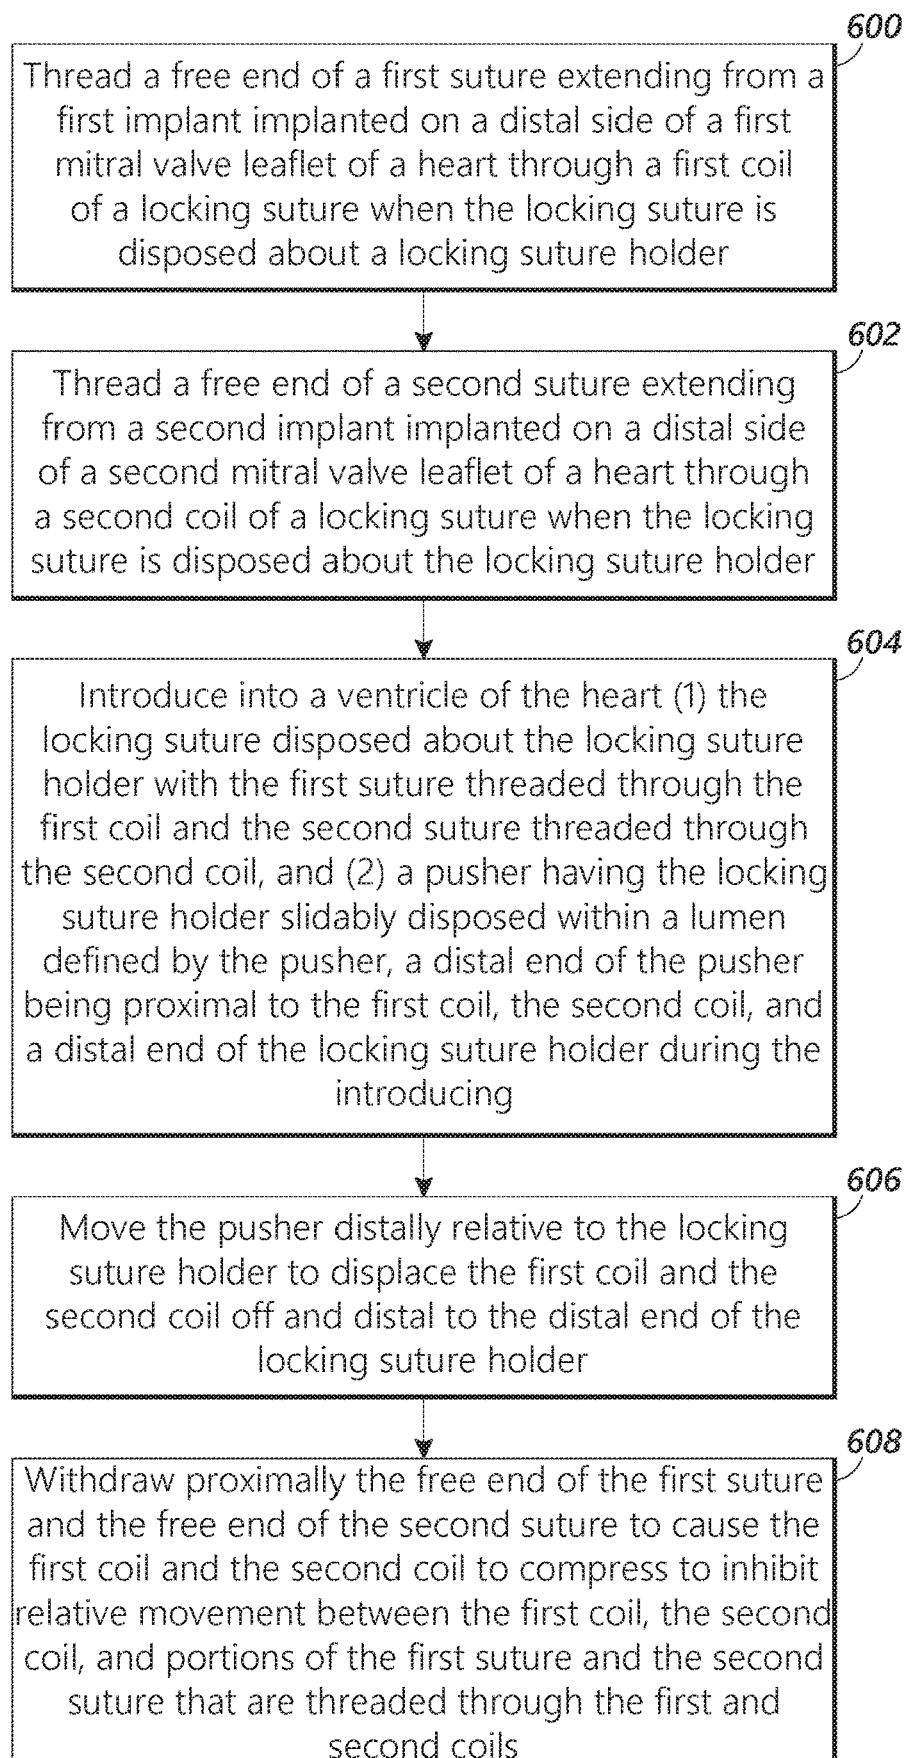 600
Thread a free end of a first suture extending from a
first implant implanted on a distal side of a first
mitral valve leaflet of a heart through a first coil
of a locking suture when the locking suture is
disposed about a locking suture holder
602
Thread a free end of a second suture extending
from a second implant implanted on a distal side
of a second mitral valve leaflet of a heart through
a second coil of a locking suture when the locking
suture is disposed about the locking suture holder
604
Introduce into a ventricle of the heart (1) the
locking suture disposed about the locking suture
holder with the first suture threaded through the
first coil and the second suture threaded through
the second coil, and (2) a pusher having the locking
suture holder slidably disposed within a lumen
defined by the pusher, a distal end of the pusher
being proximal to the first coil, the second coil, and
a distal end of the locking suture holder during the
introducing
606
Move the pusher distally relative to the locking
suture holder to displace the first coil and the
second coil off and distal to the distal end of the
locking suture holder
608
Withdraw proximally the free end of the first suture
and the free end of the second suture to cause the
first coil and the second coil to compress to inhibit
relative movement between the first coil, the second
coil, and portions of the first suture and the second
suture that are threaded through the first and
second coils